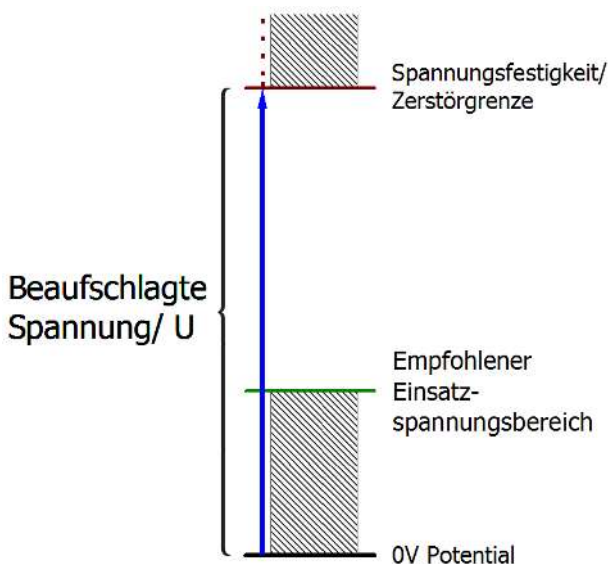 Spannungsfestigkeit/
Zerstörgrenze
Beaufschlagte
Spannung/ U
Empfohlener
Einsatz-
spannungsbereich
0V Potential